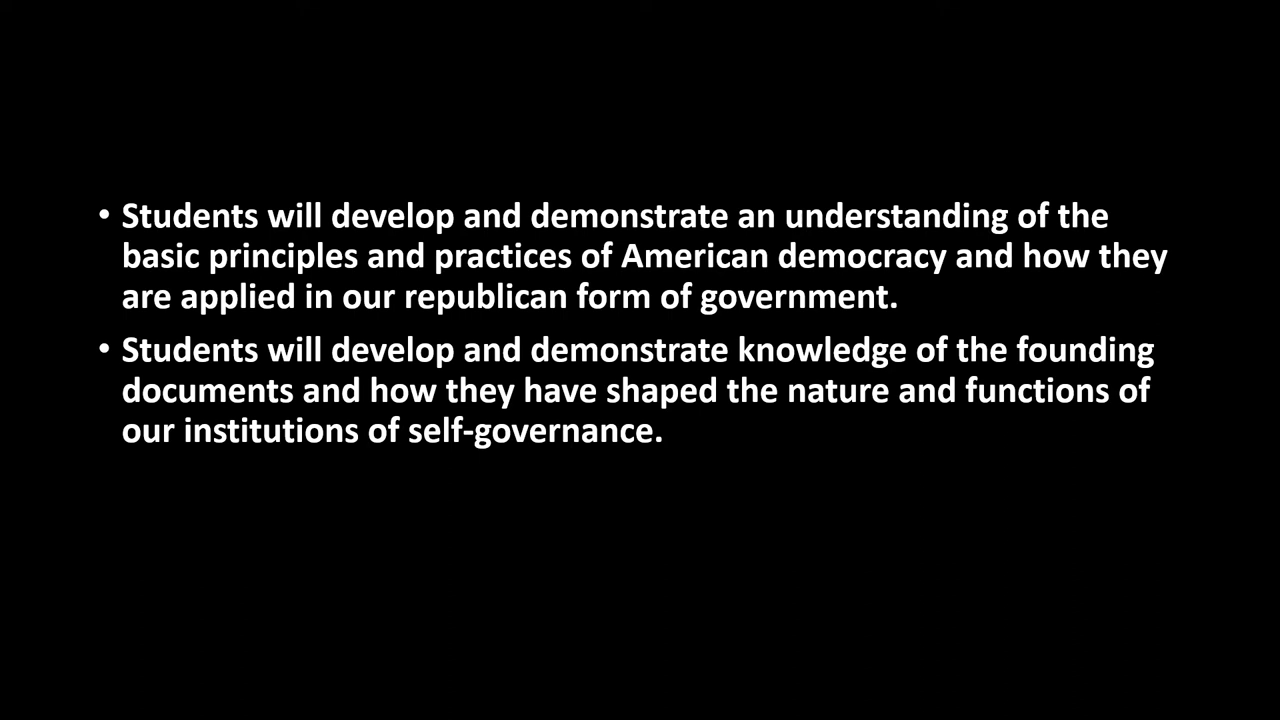 • Students will develop and demonstrate an understanding of the
basic principles and practices of American democracy and how they
are applied in our republican form of government.
• Students will develop and demonstrate knowledge of the founding
documents and how they have shaped the nature and functions of
our institutions of self-governance.